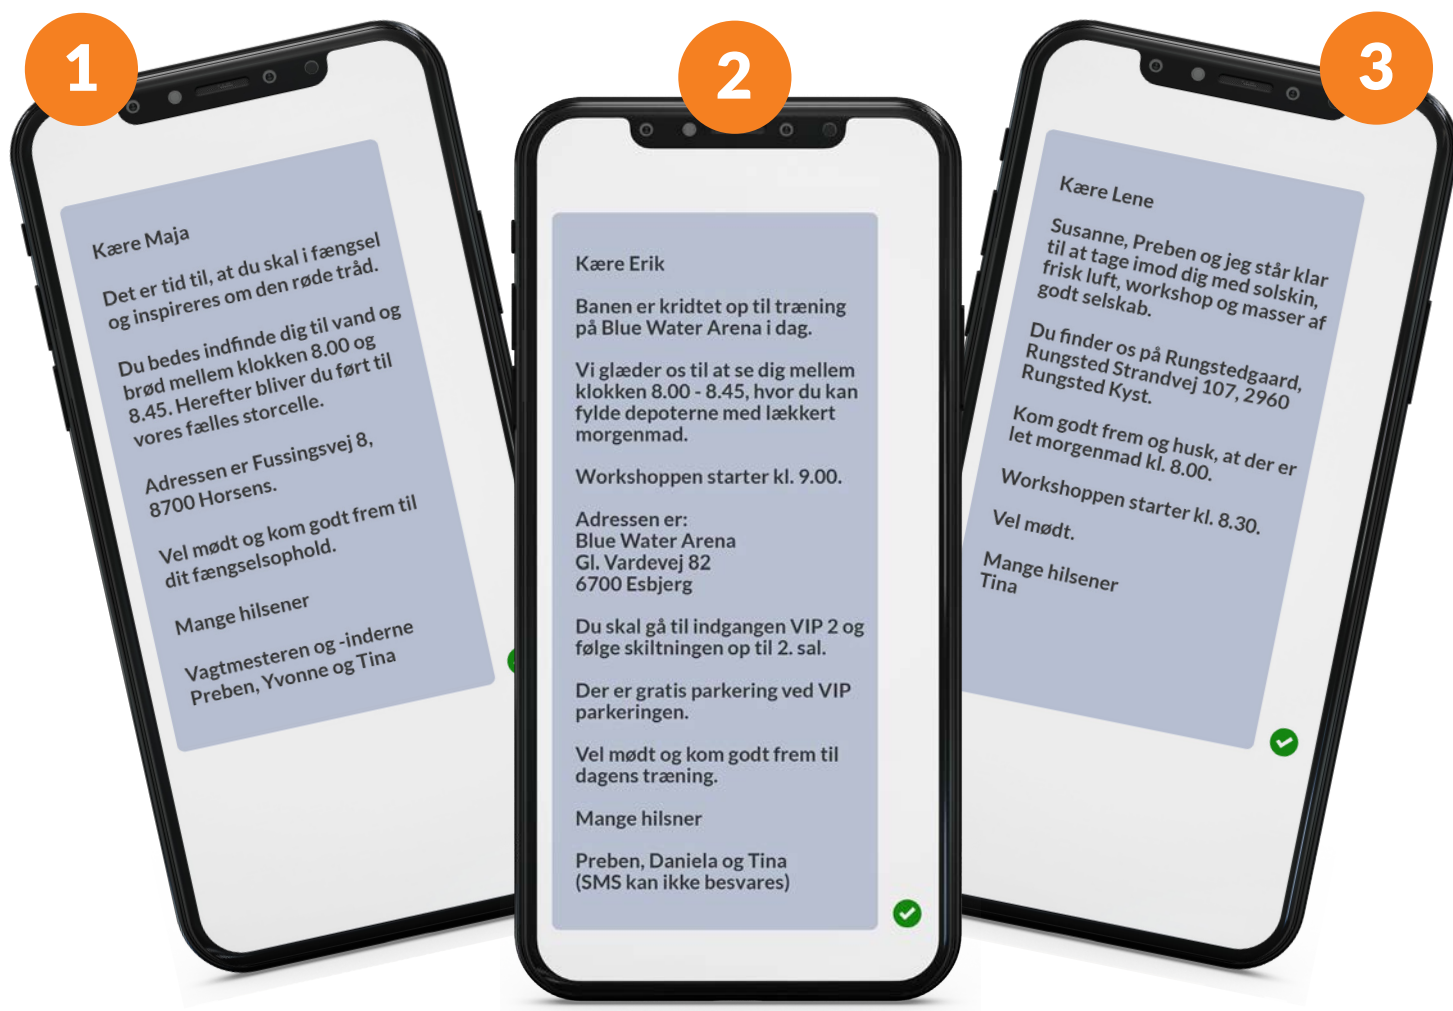 1
Kære Maja
Det er tid til, at du skal i fængsel
og inspireres om den røde tråd.
Du bedes indfinde dig til vand og
brød mellem klokken 8.00 og
8.45. Herefter bliver du ført til
vores fælles storcelle.
Adressen er Fussingsvej 8,
8700 Horsens.
Vel mødt og kom godt frem til
dit fængselsophold.
Mange hilsener
Vagtmesteren og -inderne
Preben, Yvonne og Tina
2
Kære Erik
Banen er kridtet op til træning
på Blue Water Arena i dag.
Vi glæder os til at se dig mellem
klokken 8.00 - 8.45, hvor du kan
fylde depoterne med lækkert
morgenmad.
Workshoppen starter kl. 9.00.
Adressen er:
Blue Water Arena
Gl. Vardevej 82
6700 Esbjerg
Du skal gå til indgangen VIP 2 og
følge skiltningen op til 2. sal.
Der er gratis parkering ved VIP
parkeringen.
Vel mødt og kom godt frem til
dagens træning.
Mange hilsner
Preben, Daniela og Tina
(SMS kan ikke besvares)
3
Kære Lene
Susanne, Preben og jeg står klar
til at tage imod dig med solskin,
frisk luft, workshop og masser af
godt selskab.
Du finder os på Rungstedgaard,
Rungsted Strandvej 107, 2960
Rungsted Kyst.
Kom godt frem og husk, at der er
let morgenmad kl. 8.00.
Workshoppen starter kl. 8.30.
Vel mødt.
Mange hilsener
Tina